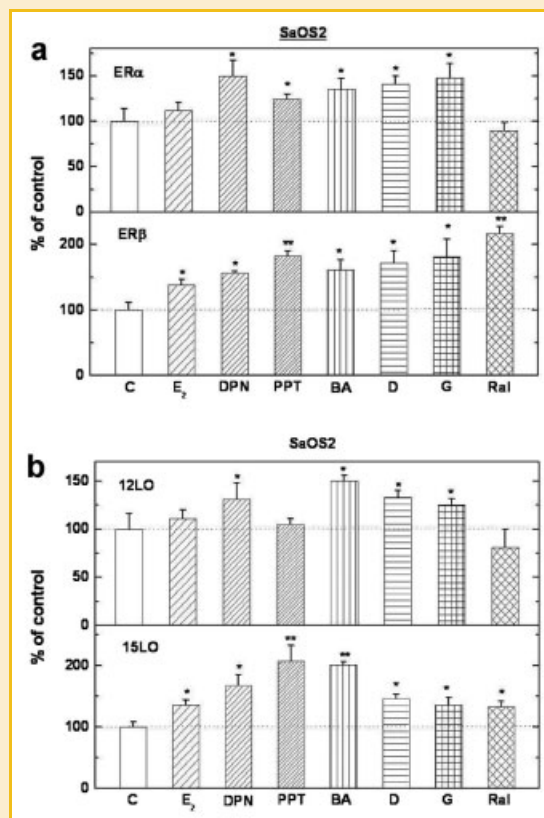 a
SaOS2
ERα
150
100
50
0
* * * * *
% of control
ERβ
200
100
0
* * ** * * * **
C E₂ DPN PPT BA D G Ral
b
SaOS2
12LO
150
100
50
0
* * * *
% of control
15LO
200
100
0
* * ** ** * * *
C E₂ DPN PPT BA D G Ral